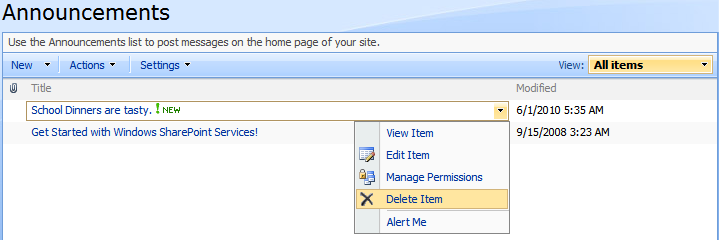 Announcements
Use the Announcements list to post messages on the home page of your site.
New Actions Settings View: All items
Title Modified
School Dinners are tasty. ! NEW 6/1/2010 5:35 AM
Get Started with Windows SharePoint Services! 9/15/2008 3:23 AM
View Item
Edit Item
Manage Permissions
Delete Item
Alert Me